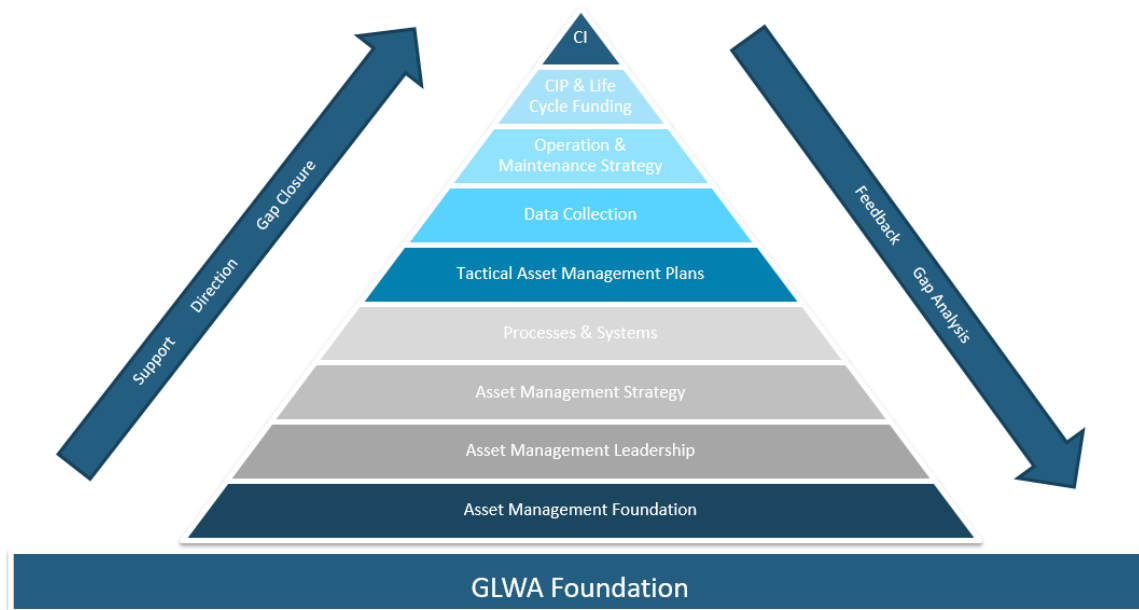 CI
CIP & Life
Cycle Funding
Operation &
Maintenance Strategy
Data Collection
Tactical Asset Management Plans
Processes & Systems
Asset Management Strategy
Asset Management Leadership
Asset Management Foundation
Support Direction Gap Closure
Feedback Gap Analysis
GLWA Foundation